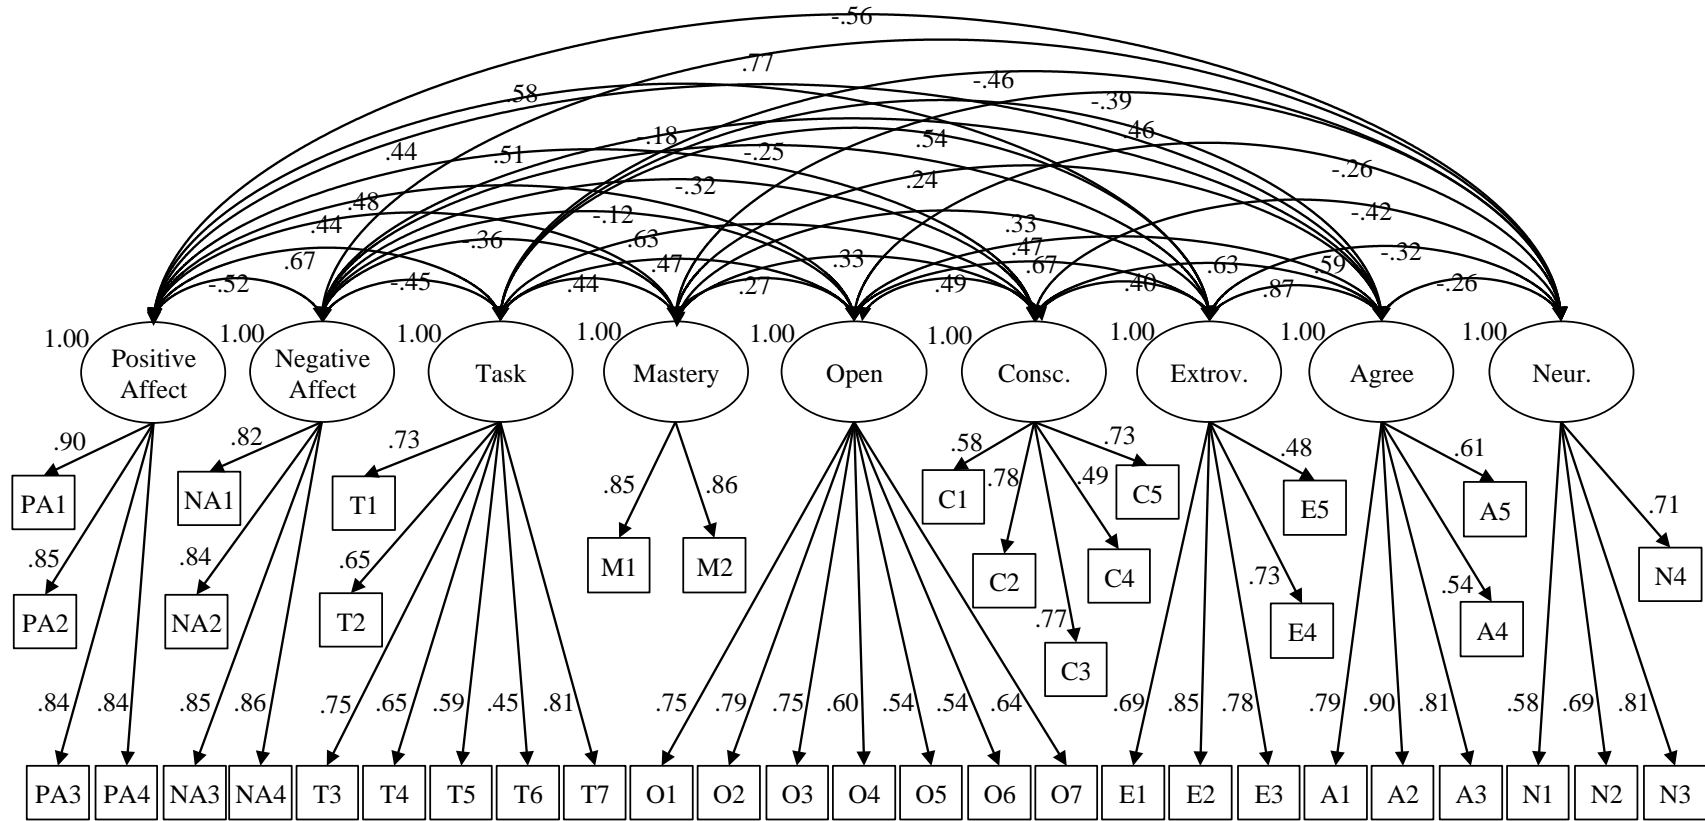 -.56
.77
-.46
.58
-.39
-.18
.46
.54
.44
.51
-.25
-.26
-.32
.24
.48
-.12
-.42
.44
.33
-.36
.63
.47
-.32
.67
.47
.33
.67
.63
.59
-.52
-.45
.44
.27
.49
.40
.87
-.26
1.00
1.00
1.00
1.00
1.00
1.00
1.00
1.00
1.00
Positive
Affect
Negative
Affect
Task
Mastery
Open
Consc.
Extrov.
Agree
Neur.
.90
.82
.73
.58
.73
.48
.61
.85
.86
.78
.49
.71
PA1
NA1
T1
C1
C5
E5
A5
.85
.84
.65
M1
M2
C2
C4
.73
.54
N4
PA2
NA2
T2
.77
E4
A4
C3
.84
.84
.85
.86
.75
.65
.59
.45
.81
.75
.79
.75
.60
.54
.54
.64
.69
.85
.78
.79
.90
.81
.58
.69
.81
PA3
PA4
NA3
NA4
T3
T4
T5
T6
T7
O1
O2
O3
O4
O5
O6
O7
E1
E2
E3
A1
A2
A3
N1
N2
N3